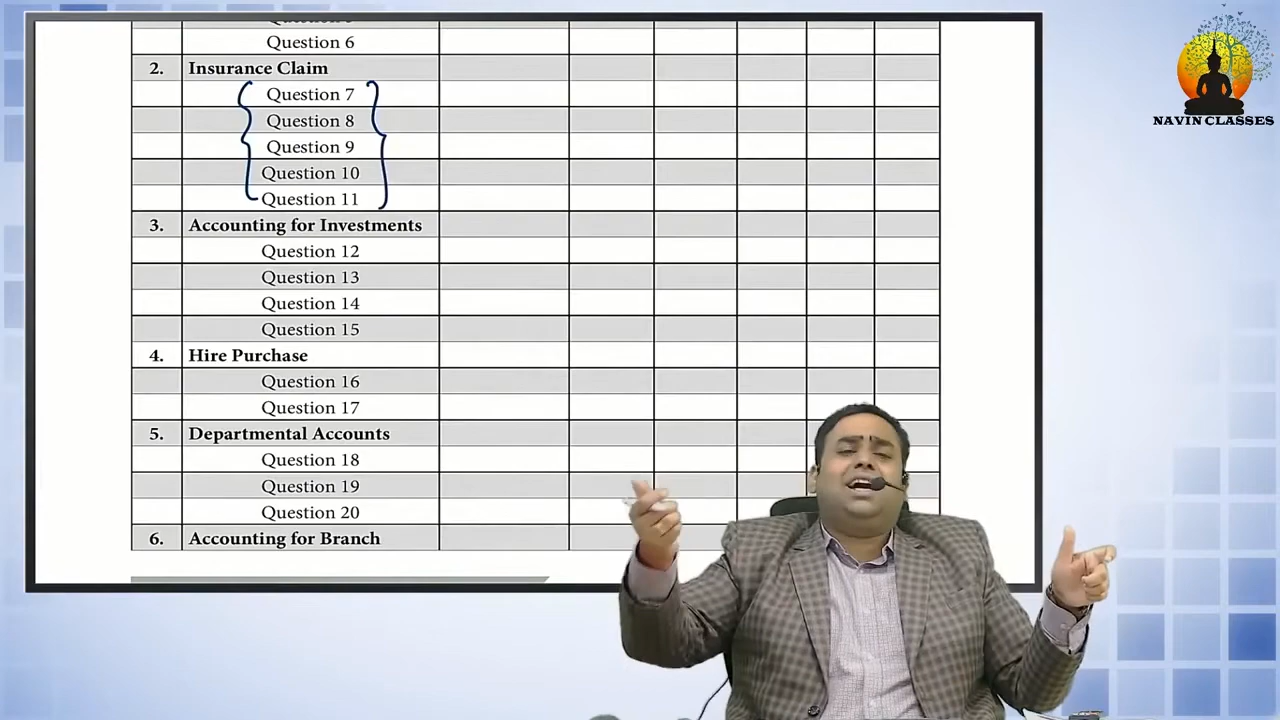 Question 6
2. Insurance Claim
Question 7
Question 8
Question 9
Question 10
Question 11
3. Accounting for Investments
Question 12
Question 13
Question 14
Question 15
4. Hire Purchase
Question 16
Question 17
5. Departmental Accounts
Question 18
Question 19
Question 20
6. Accounting for Branch
NAVIN CLASSES